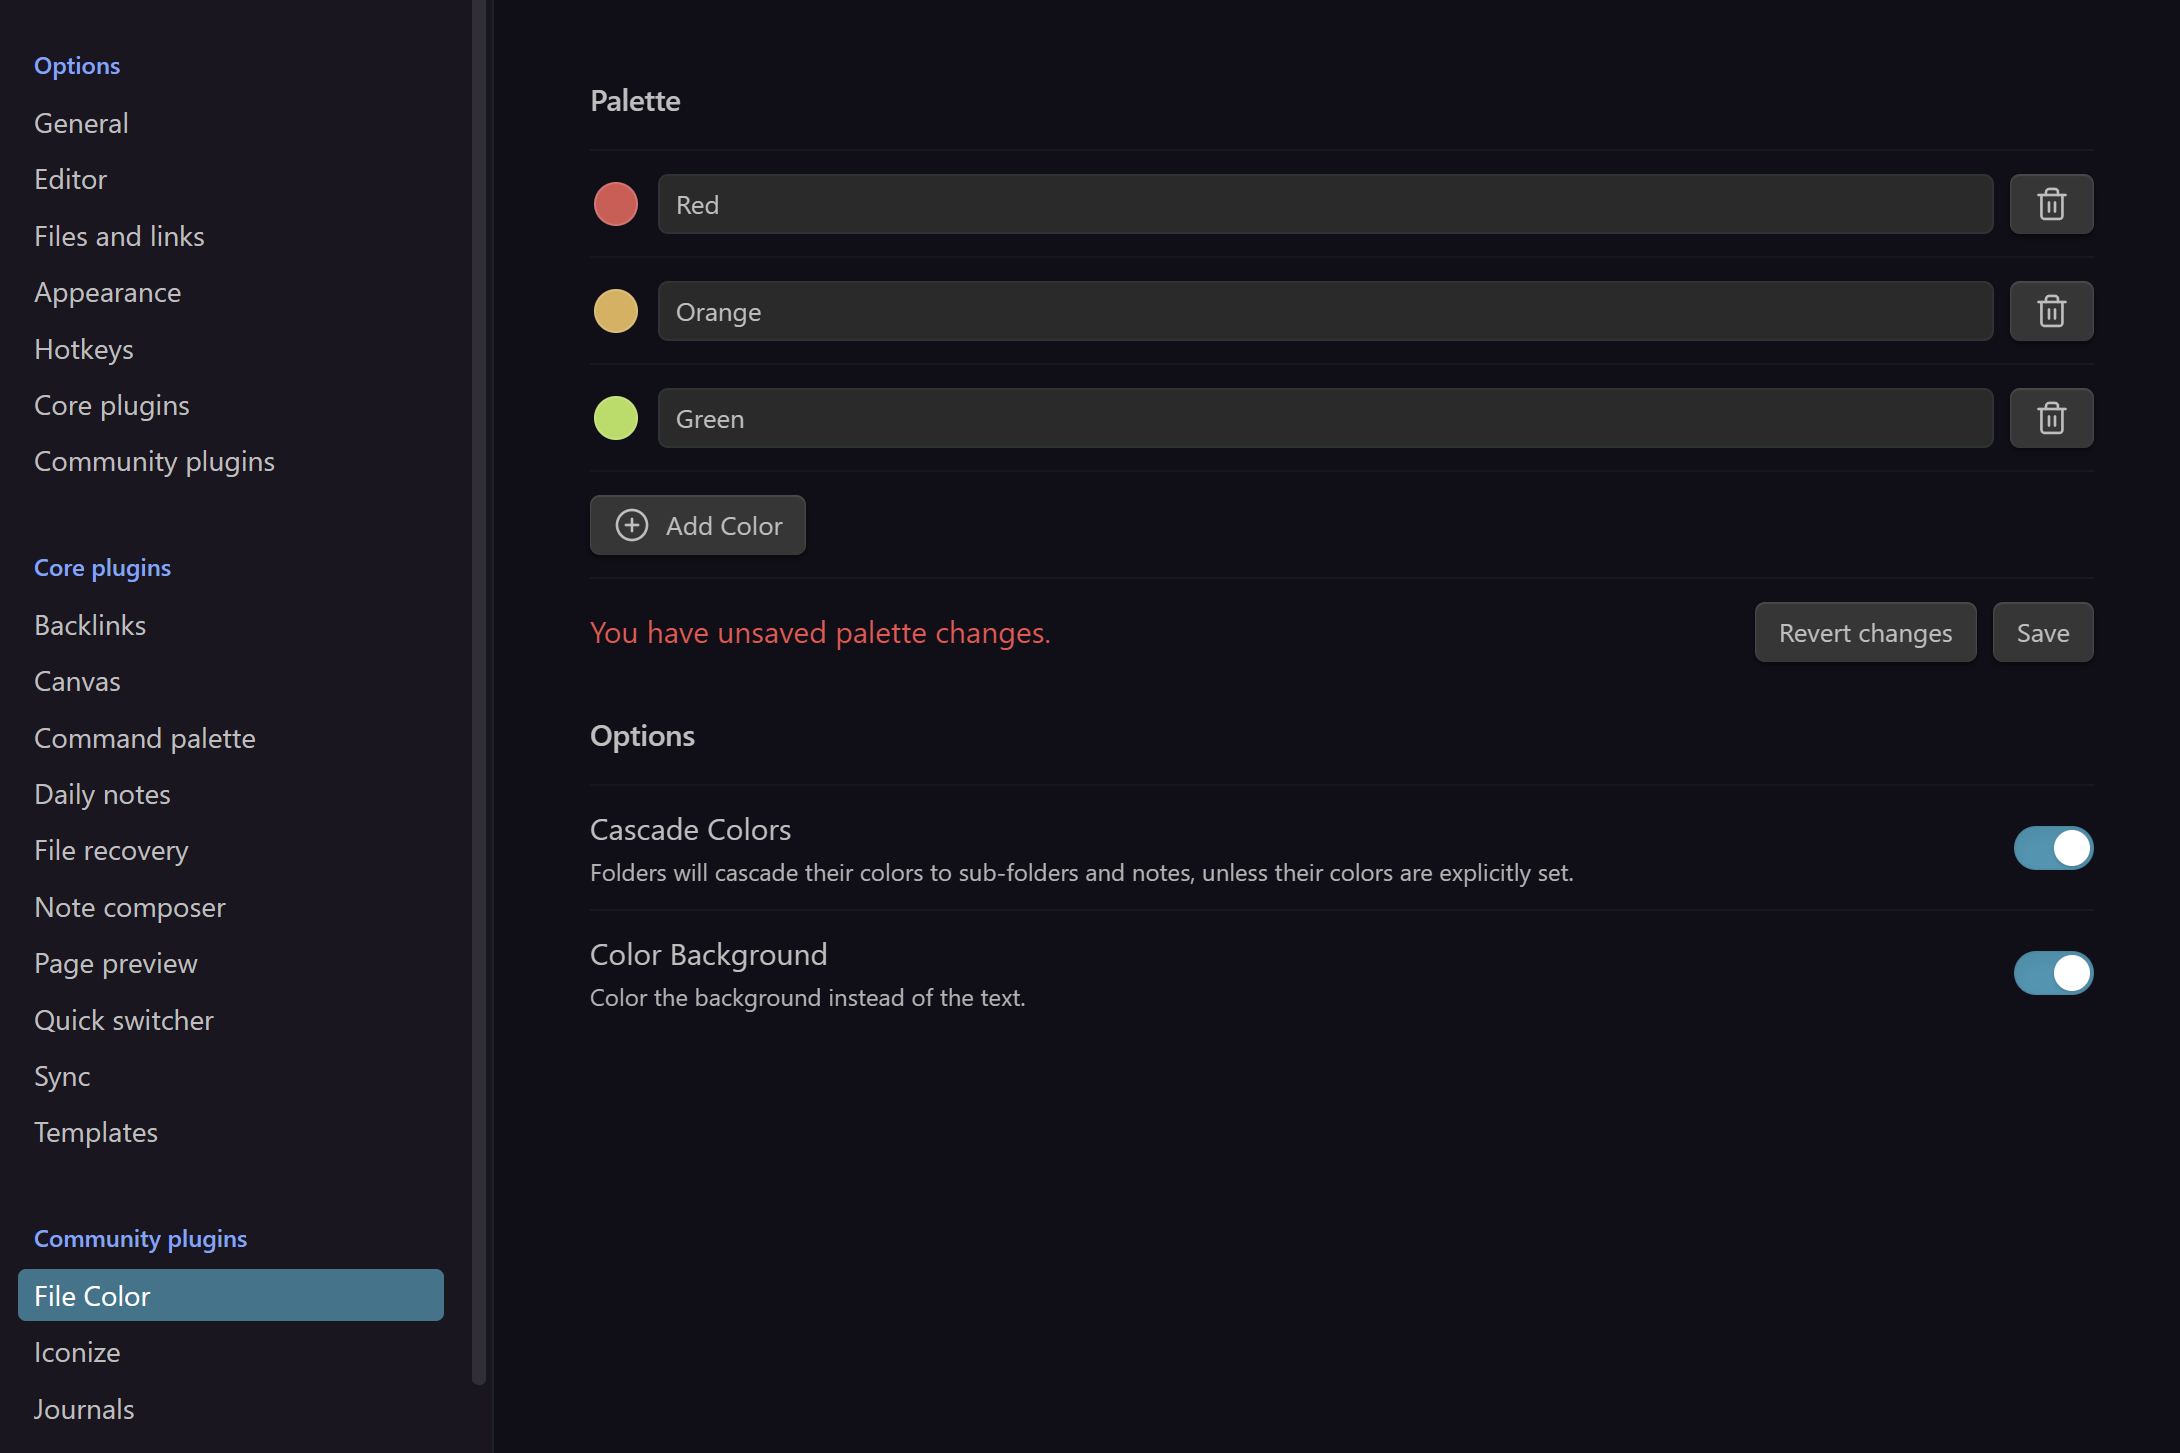 Options
General
Editor
Files and links
Appearance
Hotkeys
Core plugins
Community plugins
Core plugins
Backlinks
Canvas
Command palette
Daily notes
File recovery
Note composer
Page preview
Quick switcher
Sync
Templates
Community plugins
File Color
Iconize
Journals
Palette
Red
Orange
Green
Add Color
You have unsaved palette changes.
Revert changes
Save
Options
Cascade Colors
Folders will cascade their colors to sub-folders and notes, unless their colors are explicitly set.
Color Background
Color the background instead of the text.